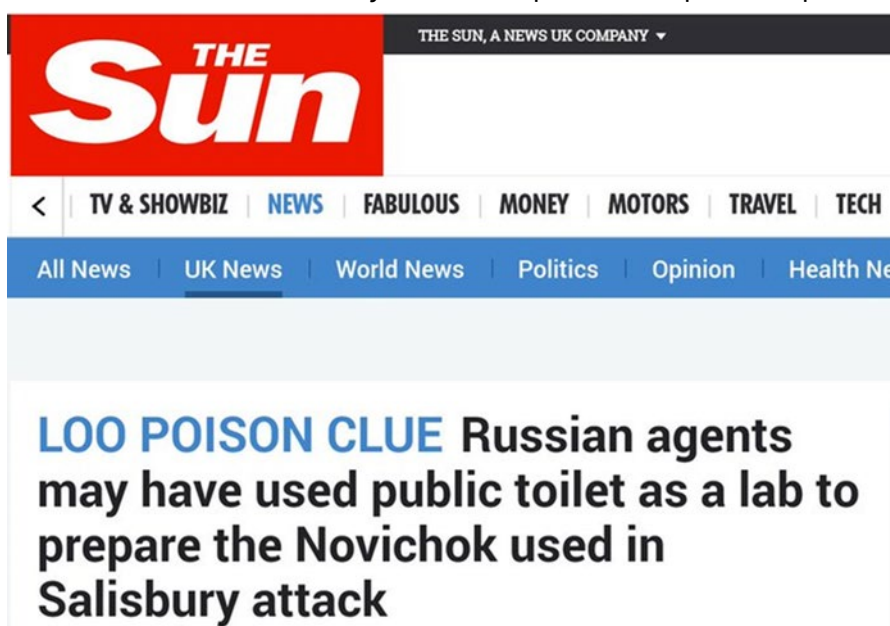 THE SUN, A NEWS UK COMPANY
THE
Sun
< TV & SHOWBIZ | NEWS | FABULOUS | MONEY | MOTORS | TRAVEL | TECH
All News | UK News | World News | Politics | Opinion | Health Ne
LOO POISON CLUE Russian agents
may have used public toilet as a lab to
prepare the Novichok used in
Salisbury attack